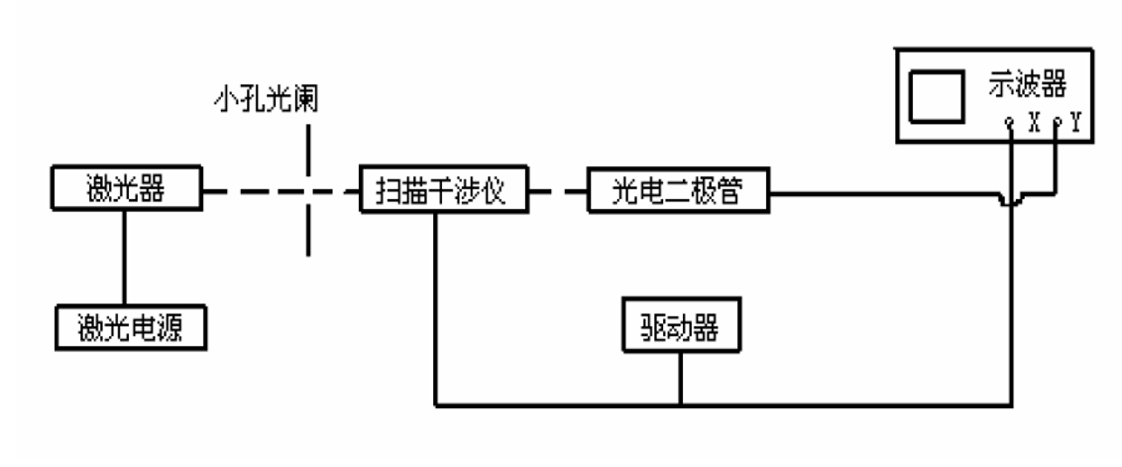 小孔光阑
示波器
X Y
激光器
扫描干涉仪
光电二极管
激光电源
驱动器